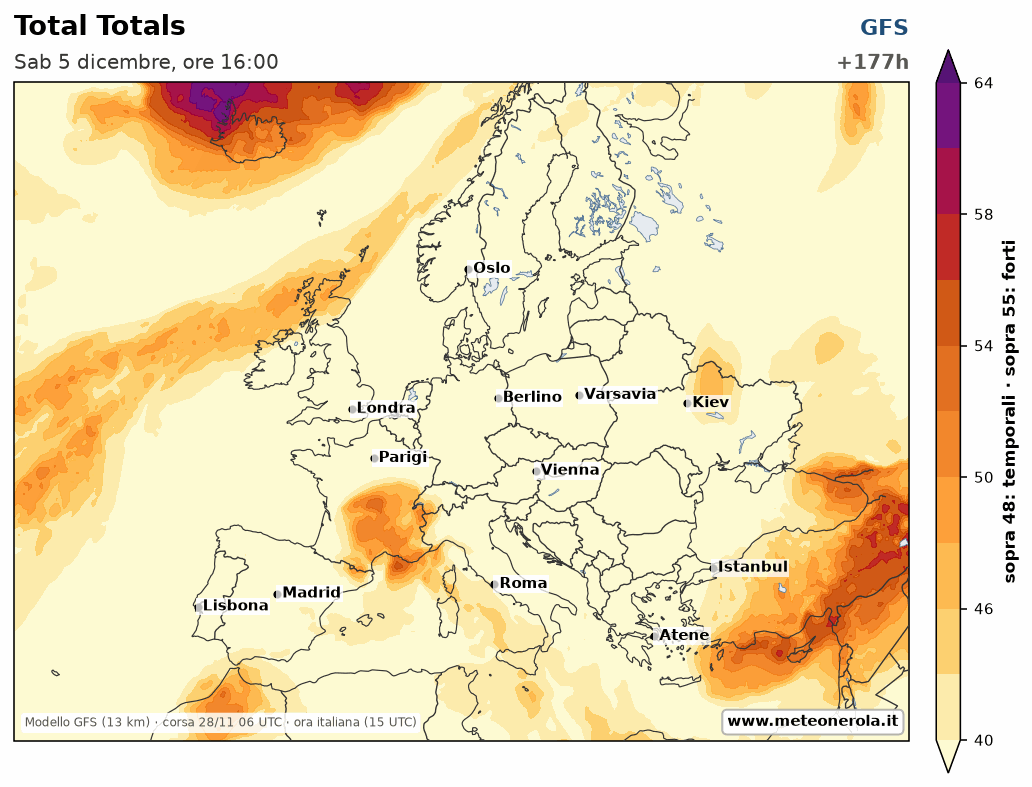 Total Totals
GFS
Sab 5 dicembre, ore 16:00
+177h
64
58
54
50
46
40
sopra 48: temporali · sopra 55: forti
Oslo
Berlino
Varsavia
Kiev
Londra
Parigi
Vienna
Istanbul
Roma
Madrid
Lisbona
Atene
Modello GFS (13 km) · corsa 28/11 06 UTC · ora italiana (15 UTC)
www.meteonerola.it